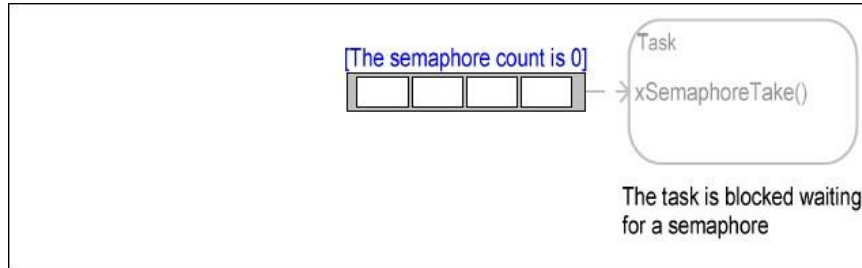 [The semaphore count is 0]
Task
xSemaphoreTake()
The task is blocked waiting
for a semaphore